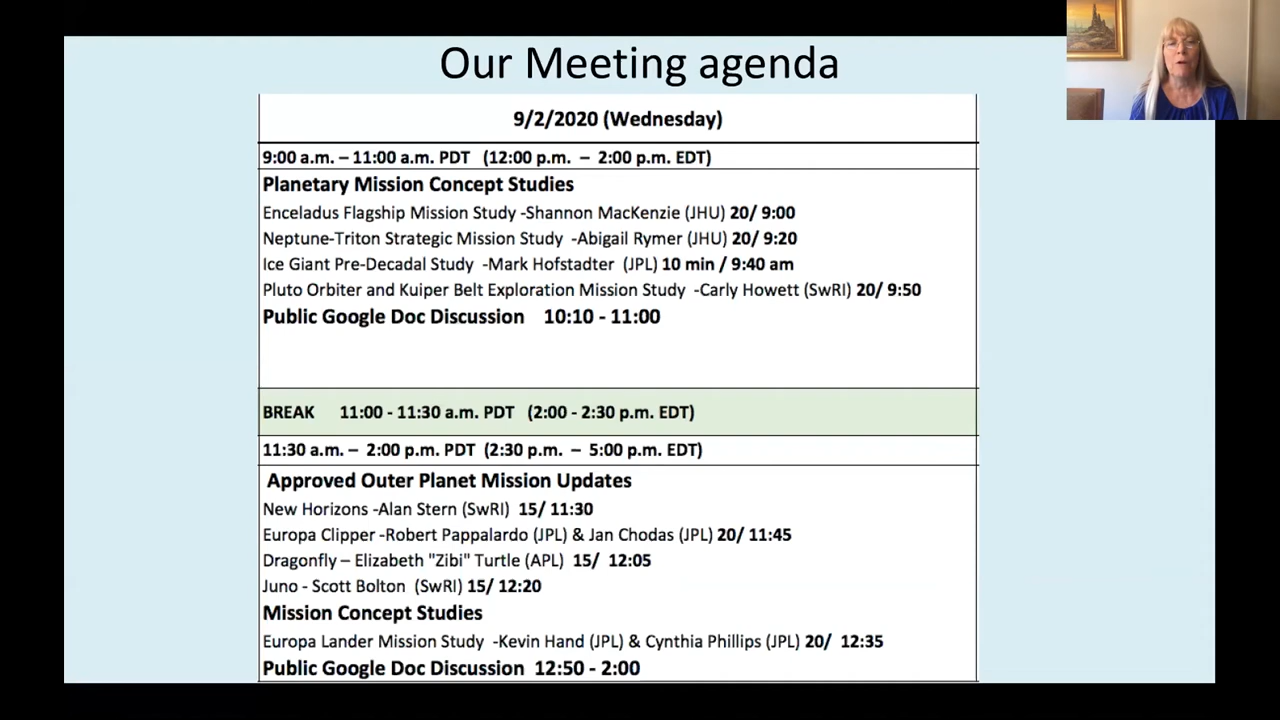 Our Meeting agenda
9/2/2020 (Wednesday)
9:00 a.m. – 11:00 a.m. PDT (12:00 p.m. – 2:00 p.m. EDT)
Planetary Mission Concept Studies
Enceladus Flagship Mission Study -Shannon MacKenzie (JHU) 20/ 9:00
Neptune-Triton Strategic Mission Study -Abigail Rymer (JHU) 20/ 9:20
Ice Giant Pre-Decadal Study -Mark Hofstadter (JPL) 10 min / 9:40 am
Pluto Orbiter and Kuiper Belt Exploration Mission Study -Carly Howett (SwRI) 20/ 9:50
Public Google Doc Discussion 10:10 - 11:00
BREAK 11:00 - 11:30 a.m. PDT (2:00 - 2:30 p.m. EDT)
11:30 a.m. – 2:00 p.m. PDT (2:30 p.m. – 5:00 p.m. EDT)
Approved Outer Planet Mission Updates
New Horizons -Alan Stern (SwRI) 15/ 11:30
Europa Clipper -Robert Pappalardo (JPL) & Jan Chodas (JPL) 20/ 11:45
Dragonfly – Elizabeth "Zibi" Turtle (APL) 15/ 12:05
Juno - Scott Bolton (SwRI) 15/ 12:20
Mission Concept Studies
Europa Lander Mission Study -Kevin Hand (JPL) & Cynthia Phillips (JPL) 20/ 12:35
Public Google Doc Discussion 12:50 - 2:00